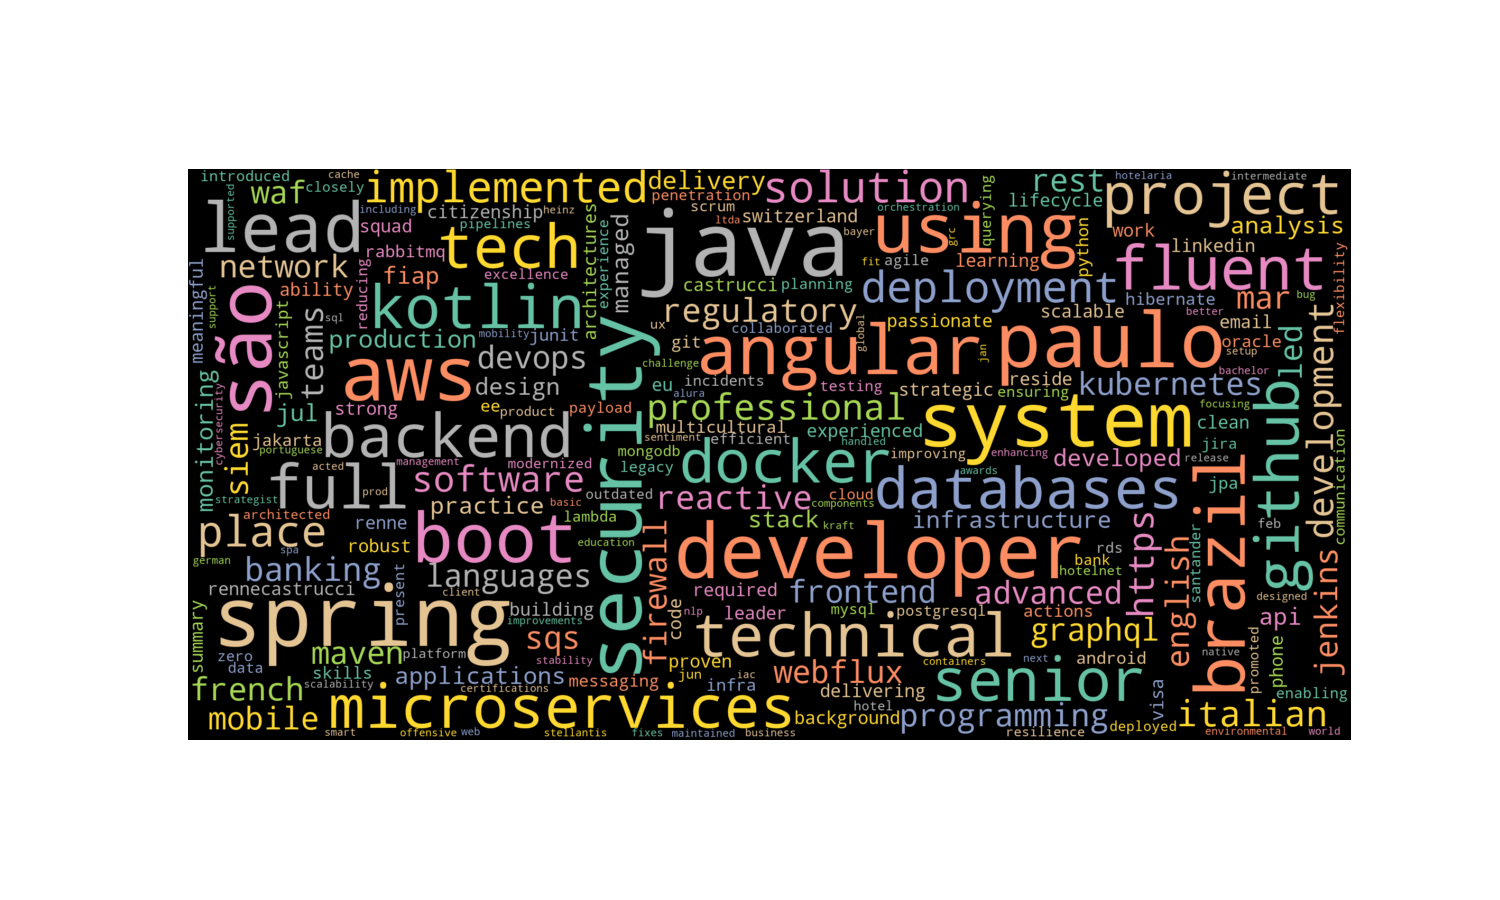 introduced
cache
closely
implemented
delivery
solution
rest
hotelaria
intermediate
waf
supported
lead
including
citizenship
heinz
penetration
scrum
ltda
switzerland
bayer
orchestration
querying
lifecycle
project
squad
pipelines
tech
architectures
experience
managed
java
using
grc
python
work
analysis
linkedin
network
rabbitmq
fiap
excellence
fit
agile
learning
fluent
meaningful
ability
reducing
kotlin
castrucci
planning
deployment
hibernate
mar
bug
flexibility
support
são
javascript
teams
sql
production
mobility
junit
security
ux
regulatory
collaborated
global
passionate
scalable
better
email
setup
oracle
development
led
aws
devops
design
git
challenge
angular
jan
paulo
bachelor
monitoring
cybersecurity
jul
strong
ee
product
payload
eu
incidents
alura
testing
strategic
ensuring
reside
kubernetes
focusing
github
siem
jakarta
portuguese
backend
professional
multicultural
sentiment
efficient
experienced
handled
system
clean
jira
communication
acted
management
modernized
mongodb
legacy
docker
improving
enhancing
developed
release
strategist
full
prod
software
outdated
reactive
cloud
components
awards
databases
jpa
architected
practice
basic
lambda
stack
kraft
infrastructure
brazil
feb
place
renne
robust
boot
education
firewall
developer
rds
bank
hotelnet
https
english
santander
german
spa
banking
present
languages
rennecastrucci
client
building
improvements
code
required
nlp
leader
frontend
mysql
postgresql
advanced
actions
designed
api
jenkins
summary
spring
sqs
technical
graphql
native
promoted
phone
zero
data
maven
platform
stability
proven
jun
iac
webflux
containers
next
android
french
skills
scalability
applications
certifications
messaging
infra
delivering
hotel
senior
visa
enabling
mobile
smart
microservices
offensive
web
stellantis
fixes
maintained
business
background
programming
resilience
deployed
italian
environmental
world